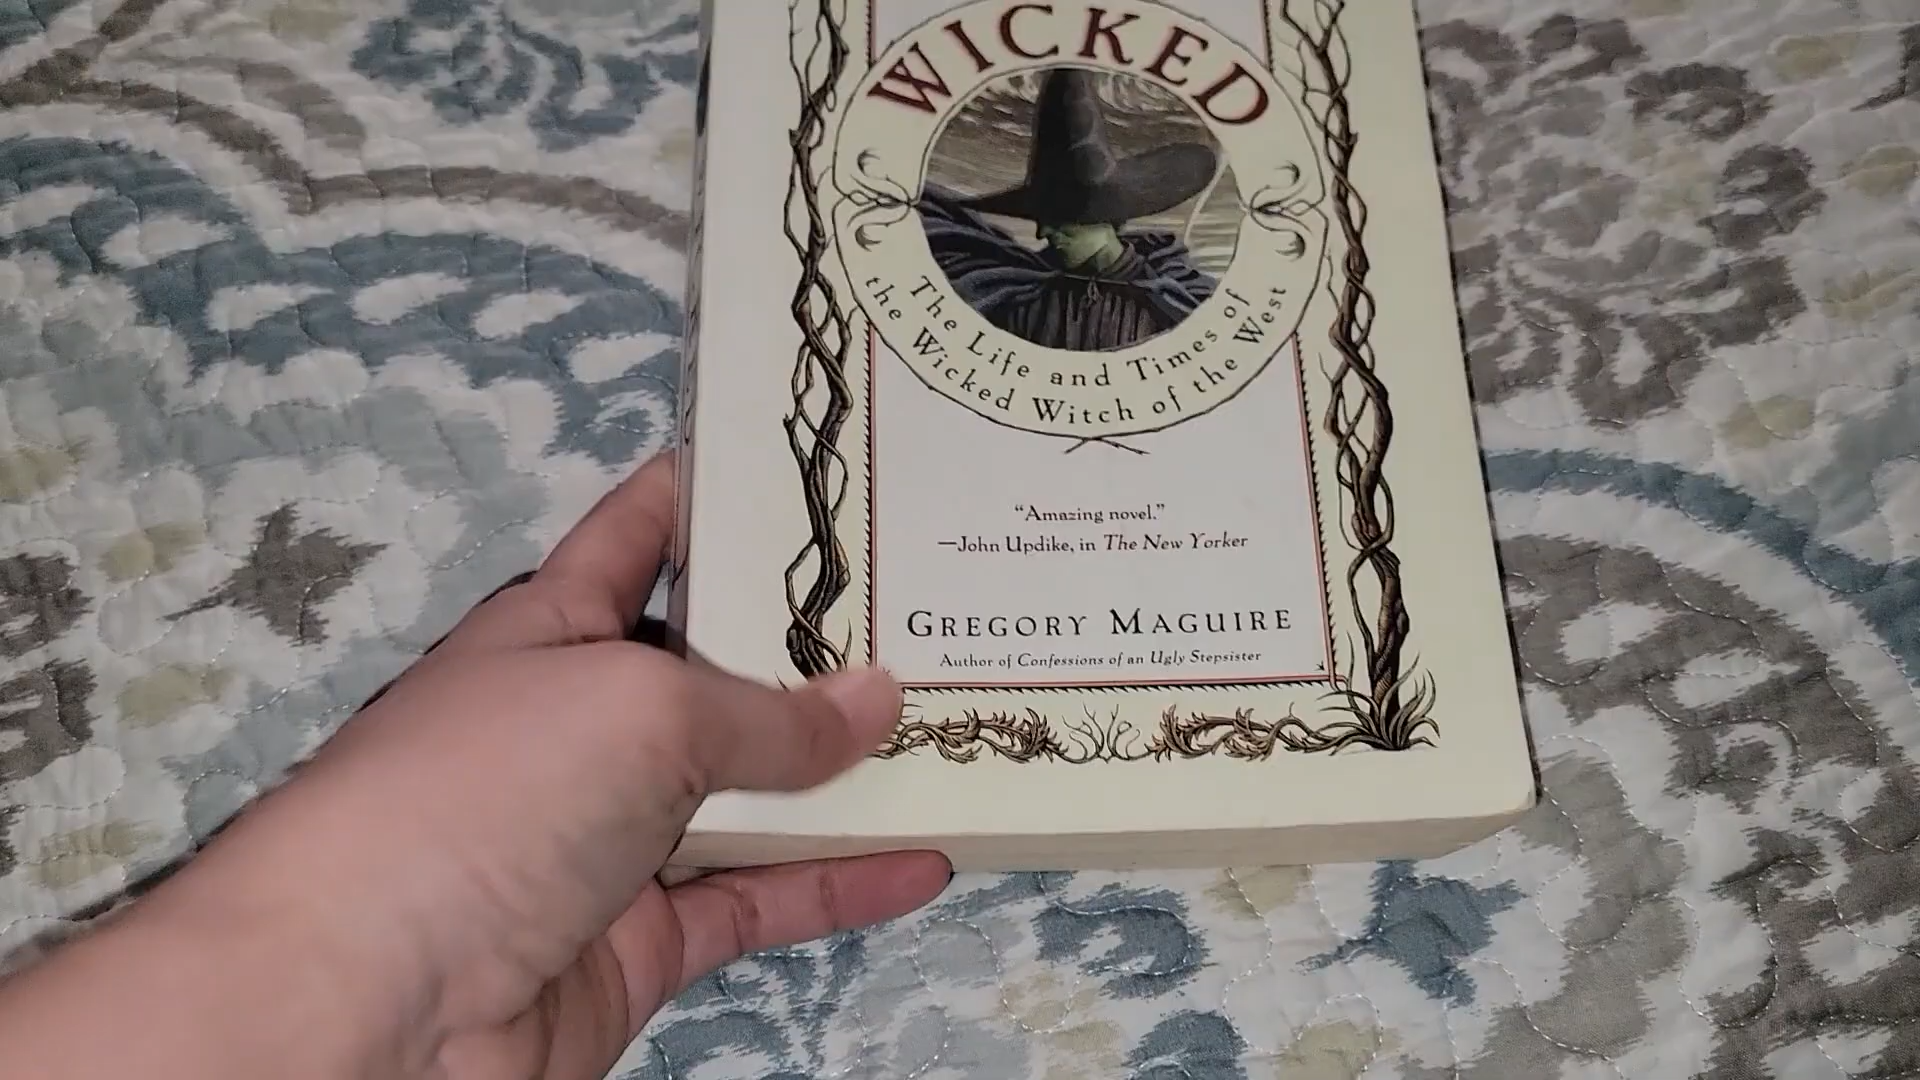 WICKED
The Life and Times of
the Wicked Witch of the West
“Amazing novel.”
—John Updike, in The New Yorker
GREGORY MAGUIRE
Author of Confessions of an Ugly Stepsister